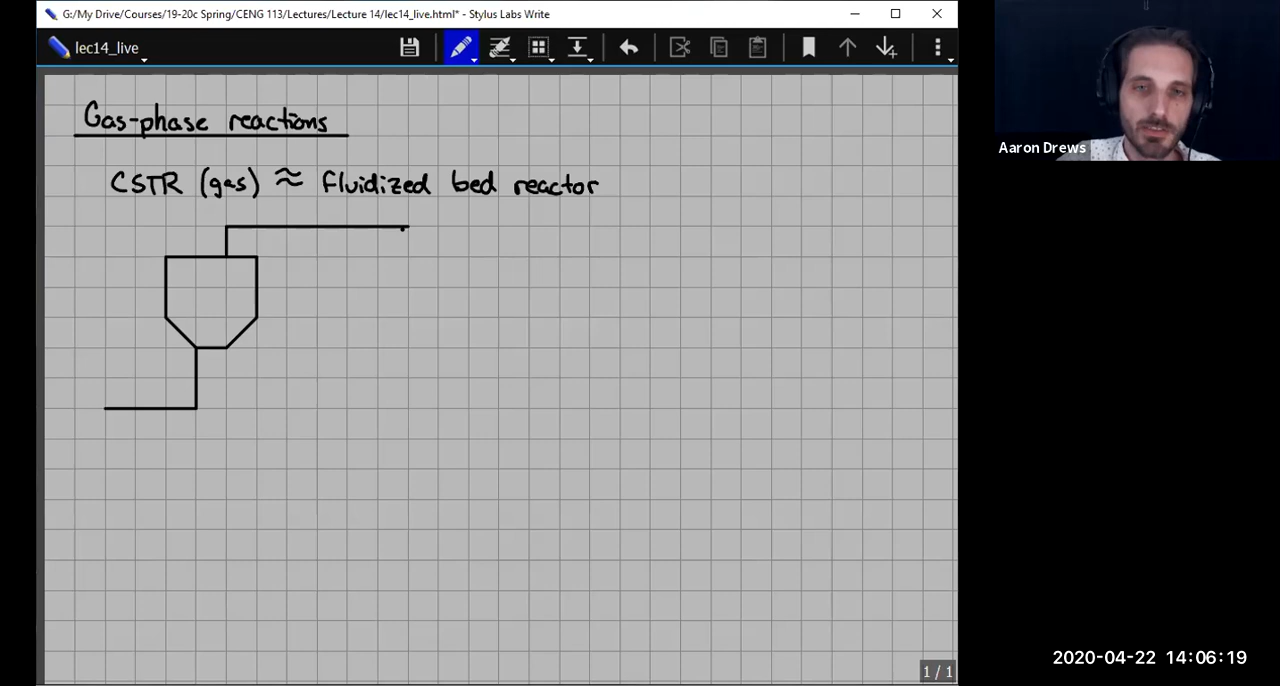 G:/My Drive/Courses/19-20c Spring/CENG 113/Lectures/Lecture 14/lec14_live.html* - Stylus Labs Write
lec14_live
Gas-phase reactions
CSTR (gas) ≈ fluidized bed reactor
Aaron Drews
2020-04-22 14:06:19
1 / 1